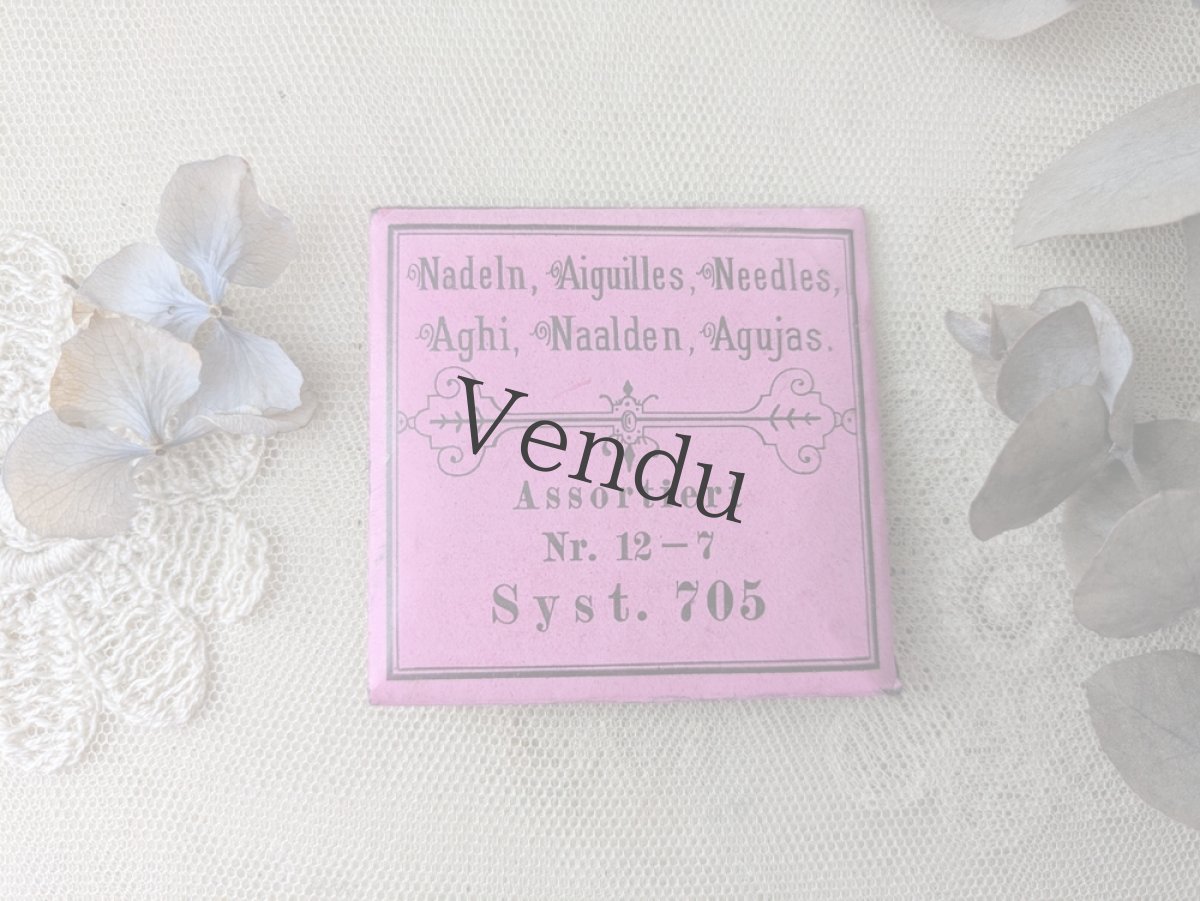 Nadeln, Aiguilles, Needles,
Aghi, Naalden, Agujas.
Vendu
Assortiert
Nr. 12 – 7
Syst. 705